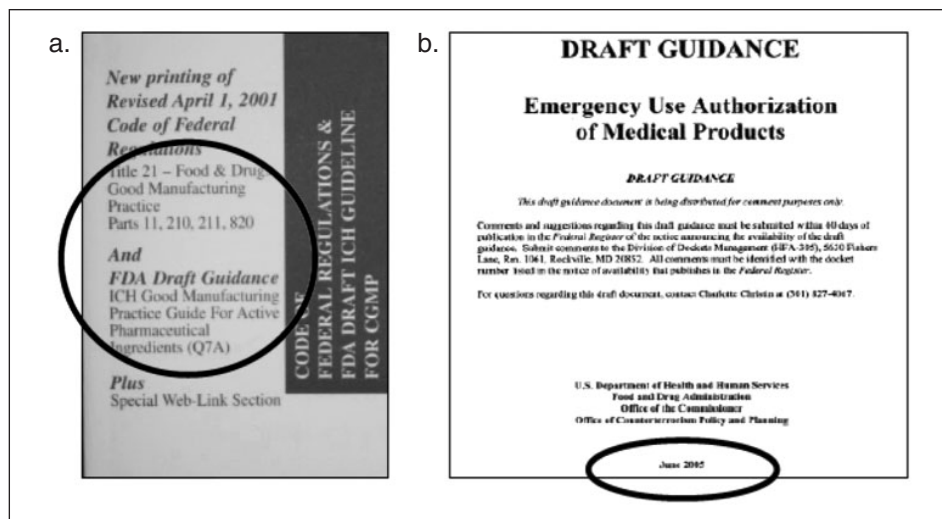 a.
New printing of
Revised April 1, 2001
Code of Federal
Regulations
Title 21 – Food & Drug
Good Manufacturing
Practice
Parts 11, 210, 211, 820
And
FDA Draft Guidance
ICH Good Manufacturing
Practice Guide For Active
Pharmaceutical
Ingredients (Q7A)
Plus
Special Web-Link Section
CODE OF
FEDERAL REGULATIONS &
FDA DRAFT ICH GUIDELINE
FOR CGMP
b.
DRAFT GUIDANCE
Emergency Use Authorization
of Medical Products
DRAFT GUIDANCE
This draft guidance document is being distributed for comment purposes only.
Comments and suggestions regarding this draft guidance must be submitted within 60 days of
publication in the Federal Register of the notice announcing the availability of the draft
guidance. Submit comments to the Division of Dockets Management (HFA-305), 5630 Fishers
Lane, Rm. 1061, Rockville, MD 20852. All comments must be identified with the docket
number listed in the notice of availability that publishes in the Federal Register.
For questions regarding this draft document, contact Charlotte Christin at (301) 827-4067.
U.S. Department of Health and Human Services
Food and Drug Administration
Office of the Commissioner
Office of Counterterrorism Policy and Planning
June 2005